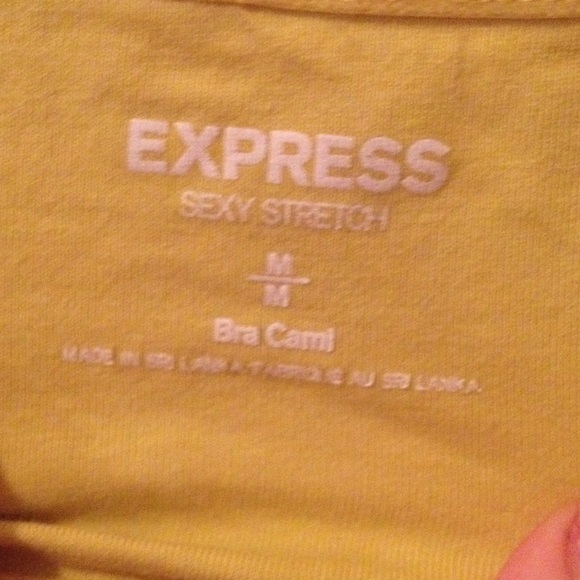 EXPRESS
SEXY STRETCH
M
M
Bra Cami
MADE IN SRI LANKA FABRIQUE AU SRI LANKA